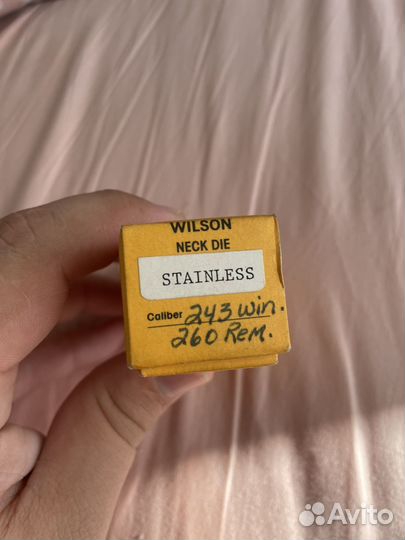 WILSON
NECK DIE
STAINLESS
Caliber 243 Win.
260 Rem.
Avito